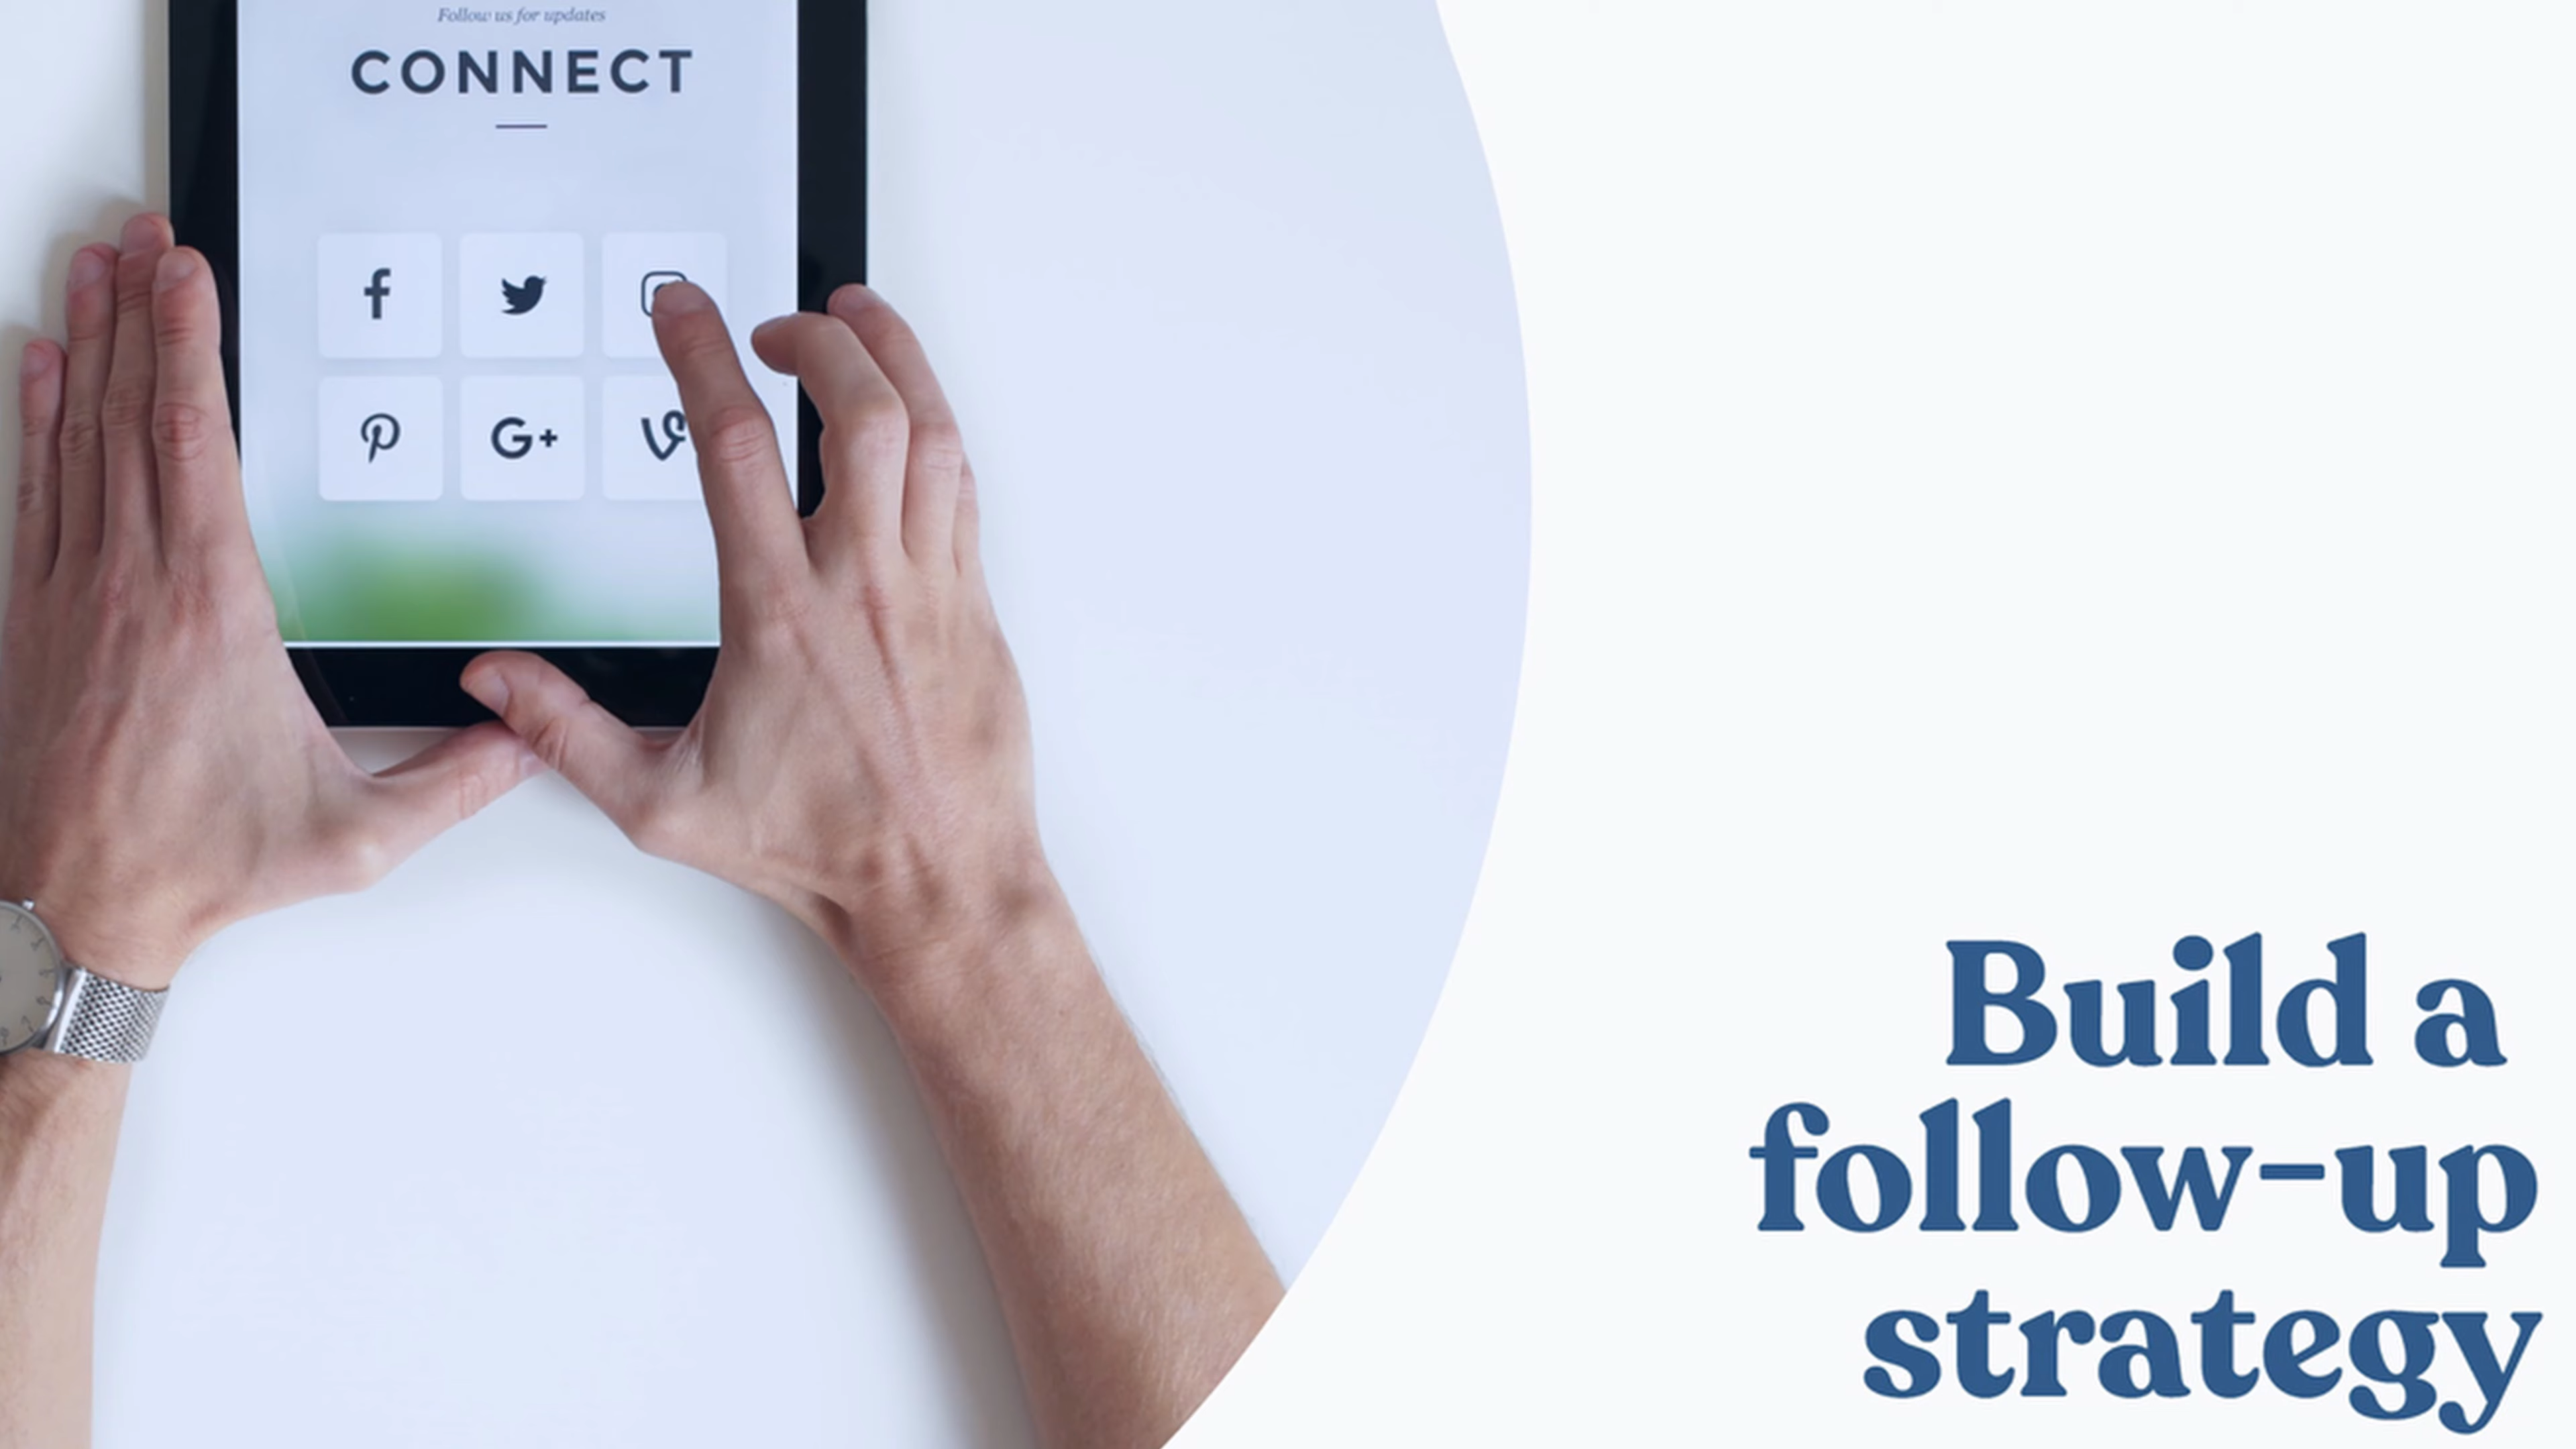 Follow us for updates
CONNECT
G+
Build a
follow-up
strategy